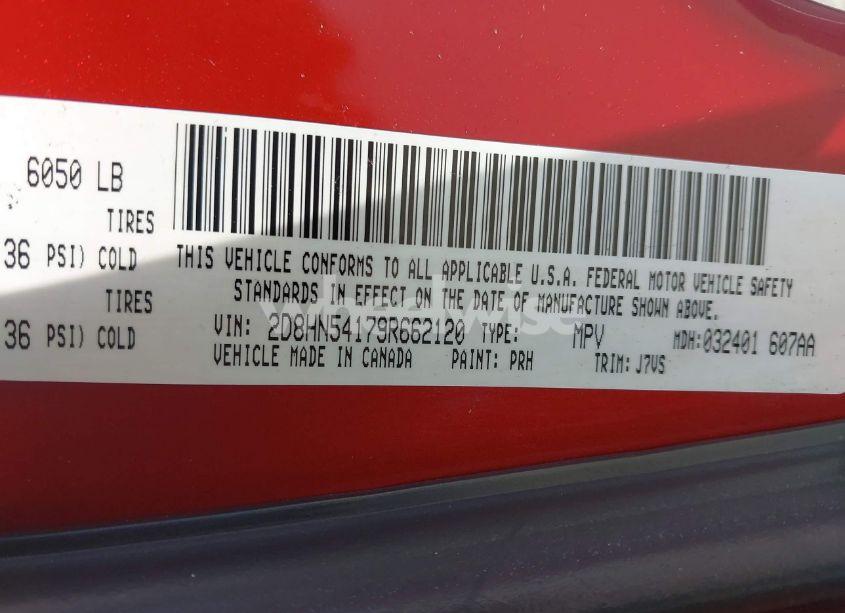 6050 LB
TIRES
36 PSI) COLD
TIRES
36 PSI) COLD
THIS VEHICLE CONFORMS TO ALL APPLICABLE U.S.A. FEDERAL MOTOR VEHICLE SAFETY
STANDARDS IN EFFECT ON THE DATE OF MANUFACTURE SHOWN ABOVE.
VIN: 2D8HN54179R662120 TYPE: MPV MDH:032401 607AA
VEHICLE MADE IN CANADA PAINT: PRH TRIM: J7VS
wheelwise